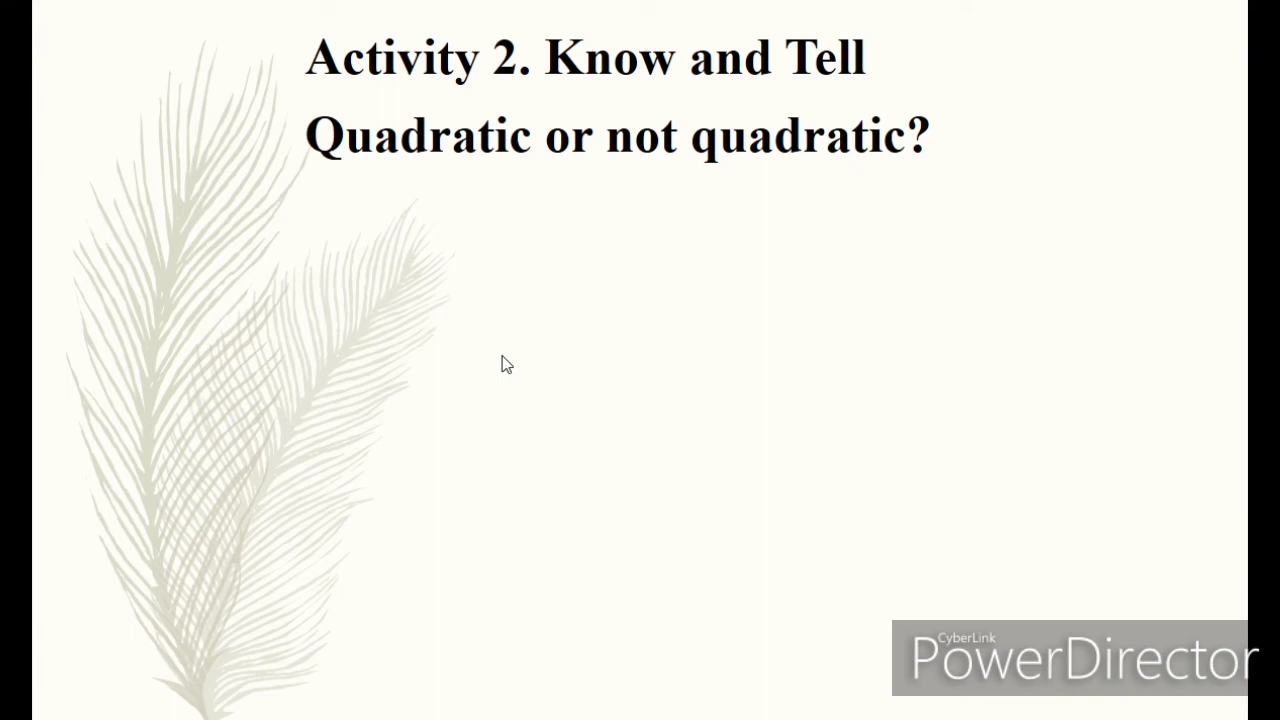 Activity 2. Know and Tell
Quadratic or not quadratic?
CyberLink
PowerDirector